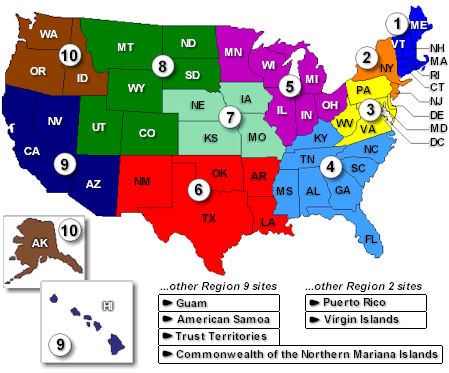 1
ME
WA
VT
MT
ND
MN
NH
10
2
MA
OR
WI
NY
RI
ID
8
SD
MI
CT
5
WY
PA
NJ
NE
IA
3
DE
NV
IL
IN
OH
WV
MD
7
VA
UT
CO
DC
CA
KS
MO
KY
9
NC
TN
4
AZ
NM
OK
AR
SC
6
MS
AL
GA
TX
LA
10
AK
FL
HI
9
...other Region 9 sites
Guam
American Samoa
Trust Territories
Commonwealth of the Northern Mariana Islands
...other Region 2 sites
Puerto Rico
Virgin Islands